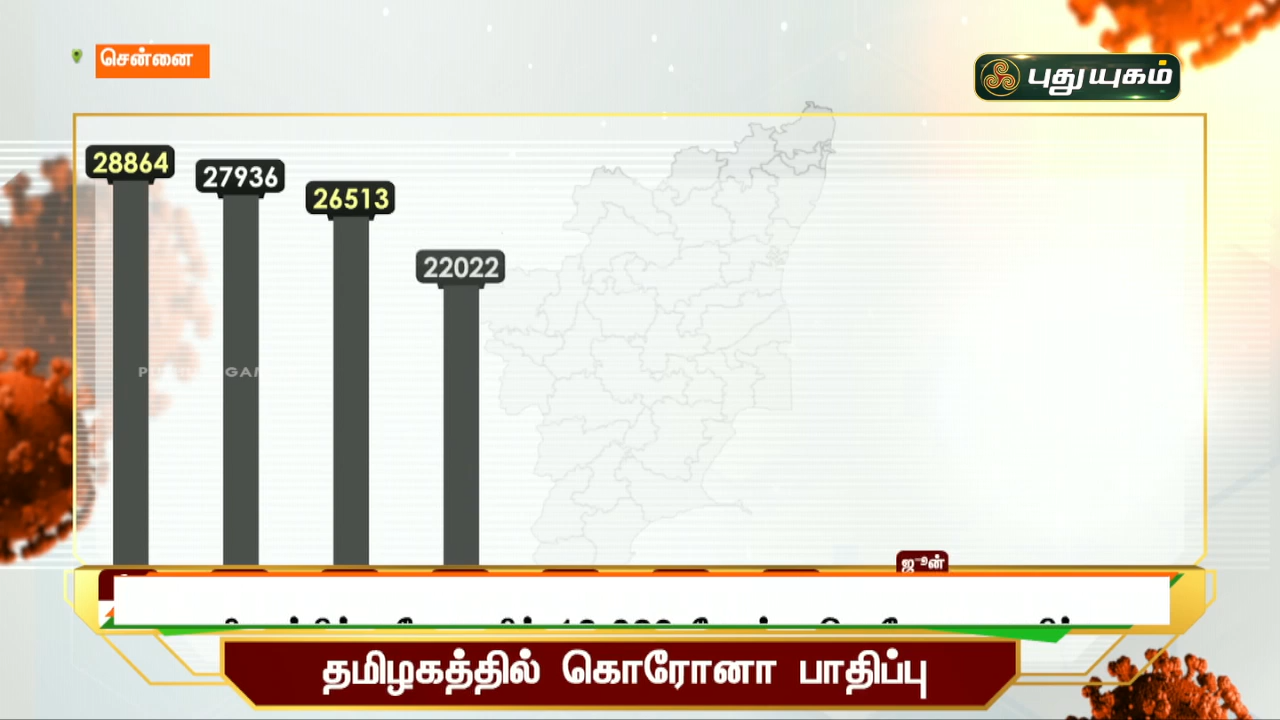 சென்னை
புதுயுகம்
28864
27936
26513
22022
ஜூன்
தமிழகத்தில் கொரோனா பாதிப்பு